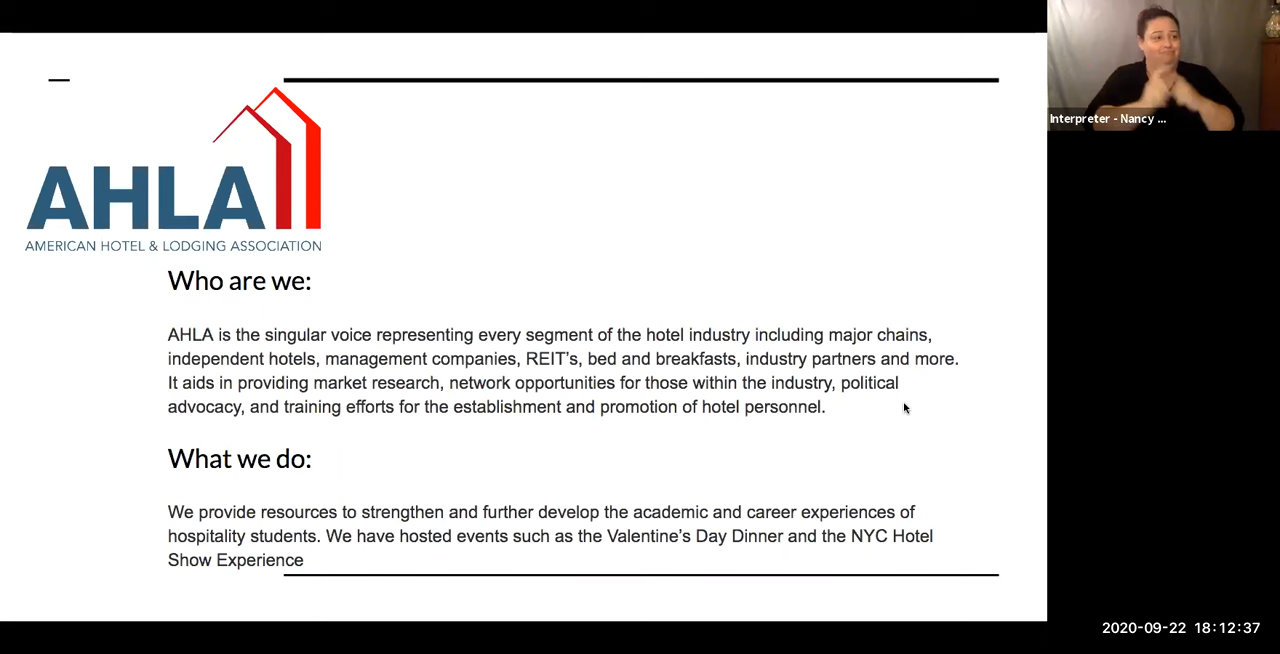 AHLA
AMERICAN HOTEL & LODGING ASSOCIATION
Who are we:
AHLA is the singular voice representing every segment of the hotel industry including major chains,
independent hotels, management companies, REIT's, bed and breakfasts, industry partners and more.
It aids in providing market research, network opportunities for those within the industry, political
advocacy, and training efforts for the establishment and promotion of hotel personnel.
What we do:
We provide resources to strengthen and further develop the academic and career experiences of
hospitality students. We have hosted events such as the Valentine's Day Dinner and the NYC Hotel
Show Experience
Interpreter - Nancy ...
2020-09-22 18:12:37